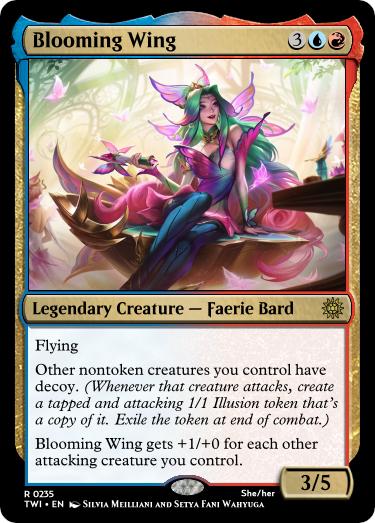 Blooming Wing 3
Legendary Creature — Faerie Bard
Flying
Other nontoken creatures you control have
decoy. (Whenever that creature attacks, create
a tapped and attacking 1/1 Illusion token that's
a copy of it. Exile the token at end of combat.)
Blooming Wing gets +1/+0 for each other
attacking creature you control.
3/5
R 0235 She/her
TWI • EN Silvia Meilliani and Setya Fani Wahyuga